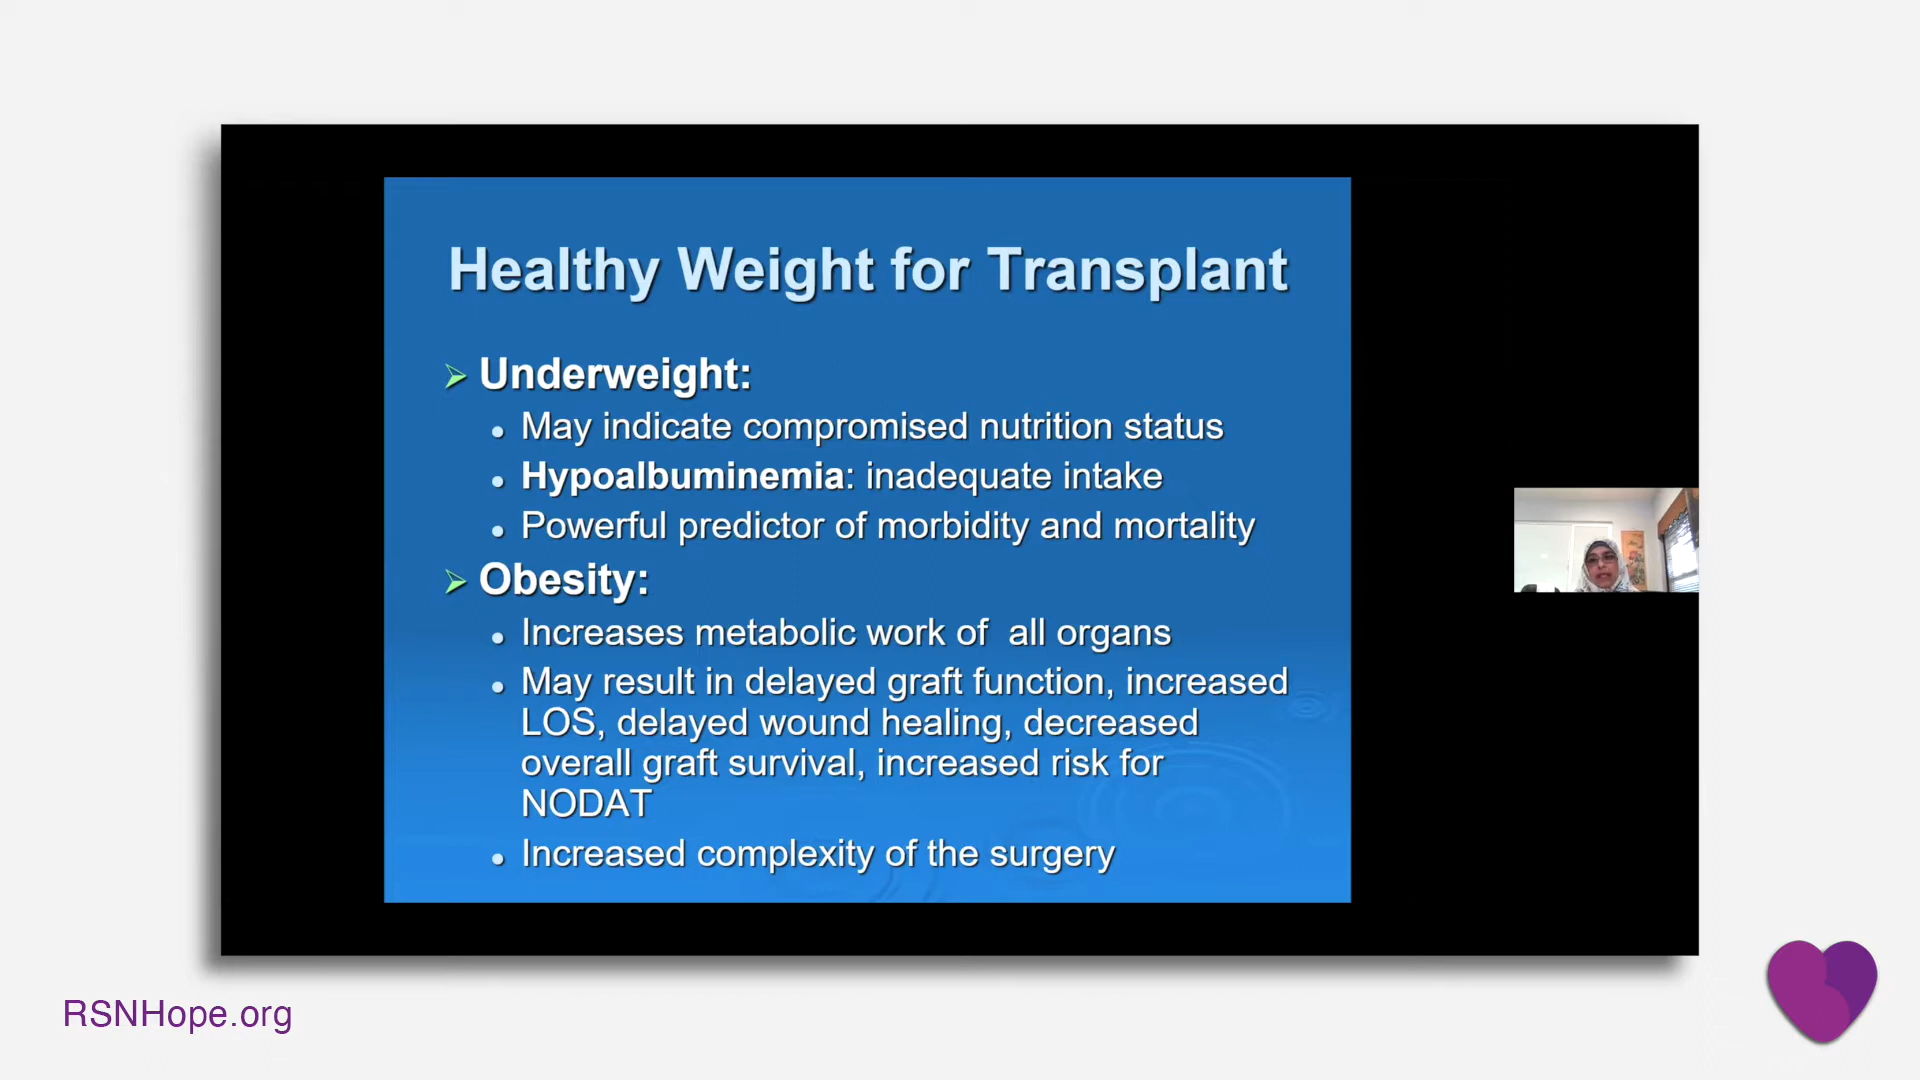 Healthy Weight for Transplant
Underweight:
May indicate compromised nutrition status
Hypoalbuminemia: inadequate intake
Powerful predictor of morbidity and mortality
Obesity:
Increases metabolic work of all organs
May result in delayed graft function, increased
LOS, delayed wound healing, decreased
overall graft survival, increased risk for
NODAT
Increased complexity of the surgery
RSNHope.org